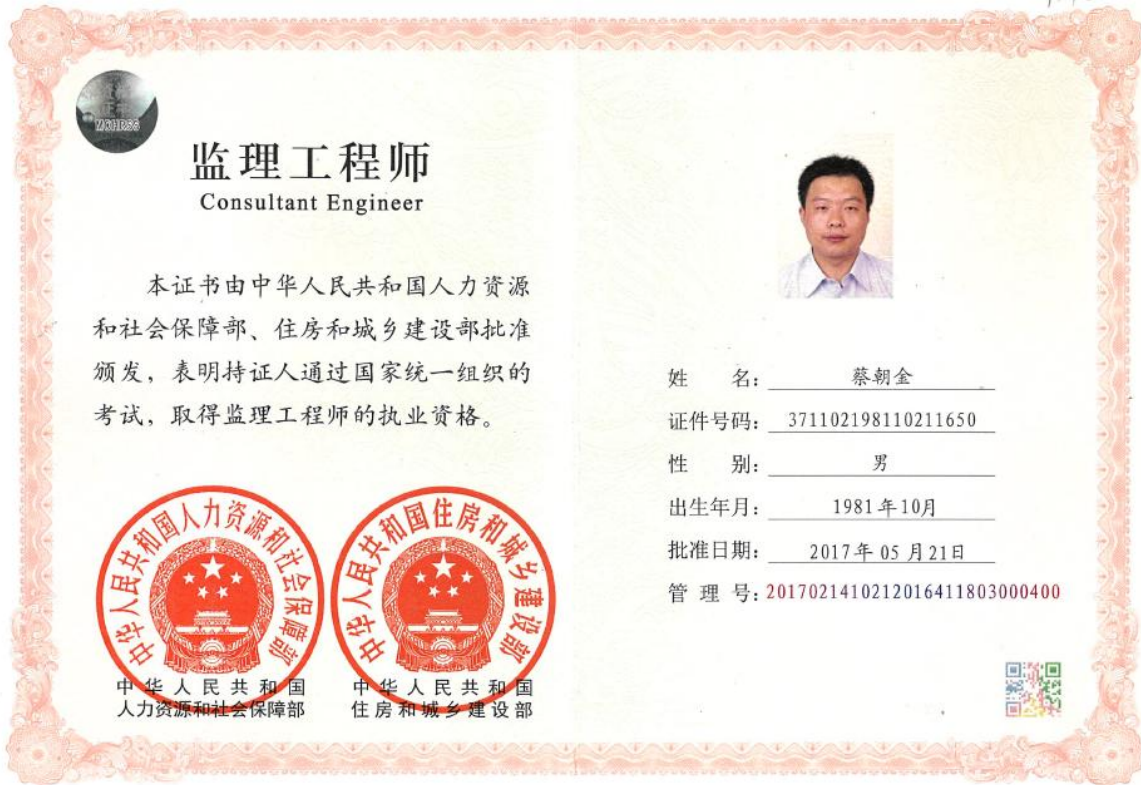 MOHRSS
监理工程师
Consultant Engineer
本证书由中华人民共和国人力资源
和社会保障部、住房和城乡建设部批准
颁发，表明持证人通过国家统一组织的
考试，取得监理工程师的执业资格。
中华人民共和国人力资源和社会保障部
中华人民共和国住房和城乡建设部
中华人民共和国
人力资源和社会保障部
中华人民共和国
住房和城乡建设部
姓 名：蔡朝金
证件号码：371102198110211650
性 别：男
出生年月：1981年10月
批准日期：2017年05月21日
管 理 号：2017021410212016411803000400